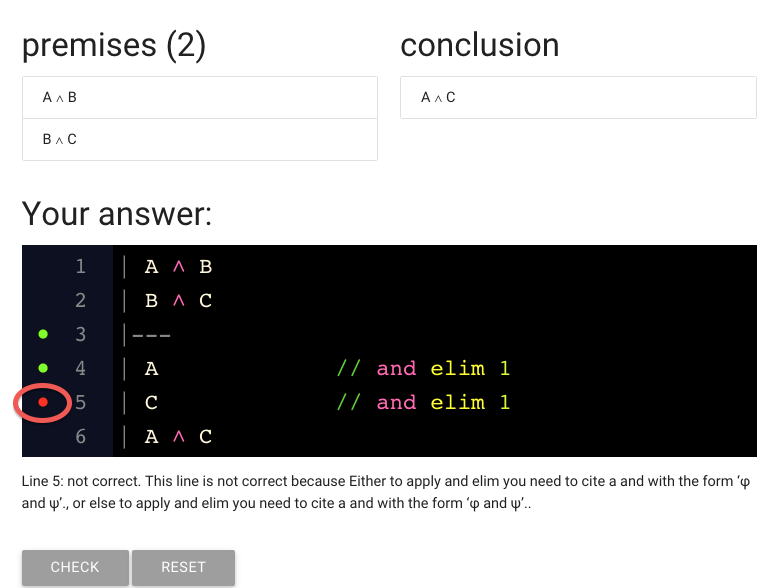 premises (2)
conclusion
A ∧ B
A ∧ C
B ∧ C
Your answer:
1 | A ∧ B
2 | B ∧ C
3 |---
4 | A // and elim 1
5 | C // and elim 1
6 | A ∧ C
Line 5: not correct. This line is not correct because Either to apply and elim you need to cite a and with the form ‘φ
and ψ’., or else to apply and elim you need to cite a and with the form ‘φ and ψ’..
CHECK
RESET